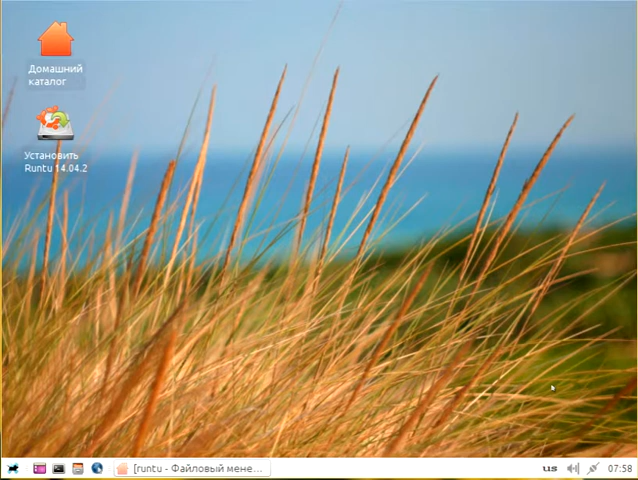 Домашний
каталог
Установить
Runtu 14.04.2
[runtu - Файловый мене...
us
07:58